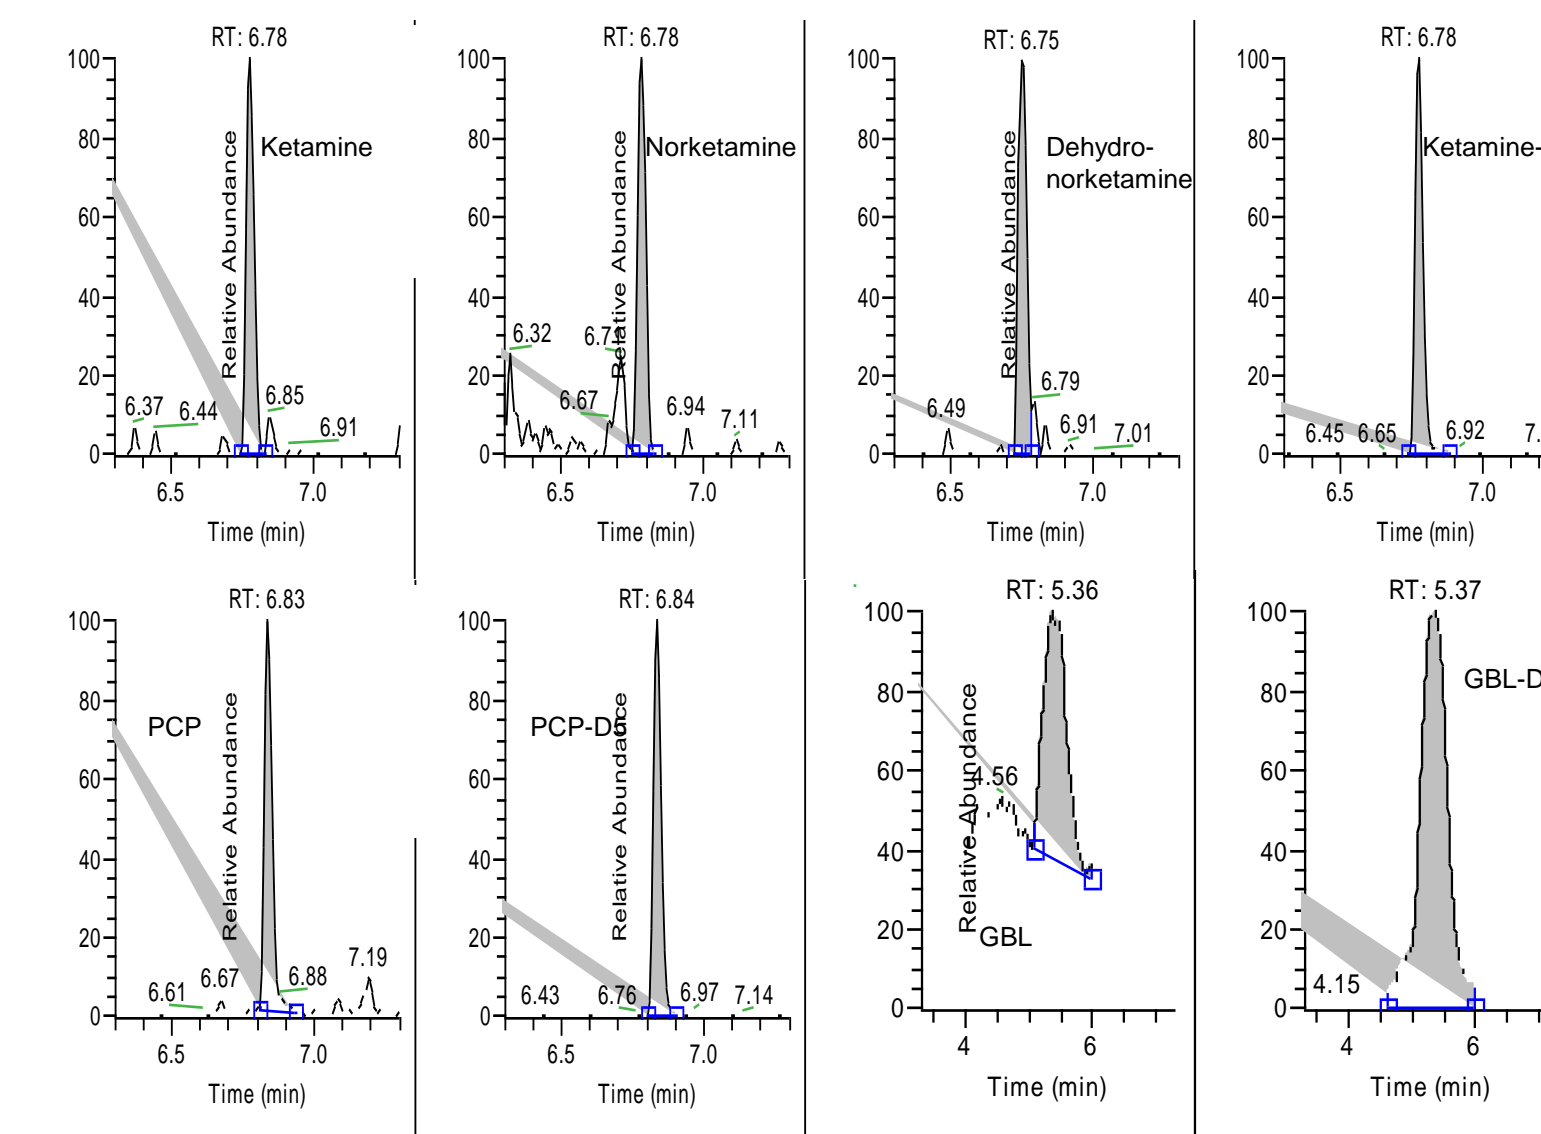 RT: 6.78
100
80
60
40
20
0
Relative Abundance
Ketamine
6.37
6.44
6.85
6.91
6.5
7.0
Time (min)
RT: 6.78
100
80
60
40
20
0
Relative Abundance
Norketamine
6.32
6.67
6.94
7.11
6.5
7.0
Time (min)
RT: 6.75
100
80
60
40
20
0
Relative Abundance
Dehydro-
norketamine
6.49
6.79
6.91
7.01
6.5
7.0
Time (min)
RT: 6.78
100
80
60
40
20
0
Ketamine-
6.45
6.65
6.92
7.
6.5
7.0
Time (min)
RT: 6.83
100
80
60
40
20
0
Relative Abundance
PCP
6.61
6.67
6.88
7.19
6.5
7.0
Time (min)
RT: 6.84
100
80
60
40
20
0
Relative Abundance
PCP-D5
6.43
6.76
6.97
7.14
6.5
7.0
Time (min)
RT: 5.36
100
80
60
40
20
0
Relative Abundance
4.56
GBL
4
6
Time (min)
RT: 5.37
100
80
60
40
20
0
GBL-D
4.15
4
6
Time (min)